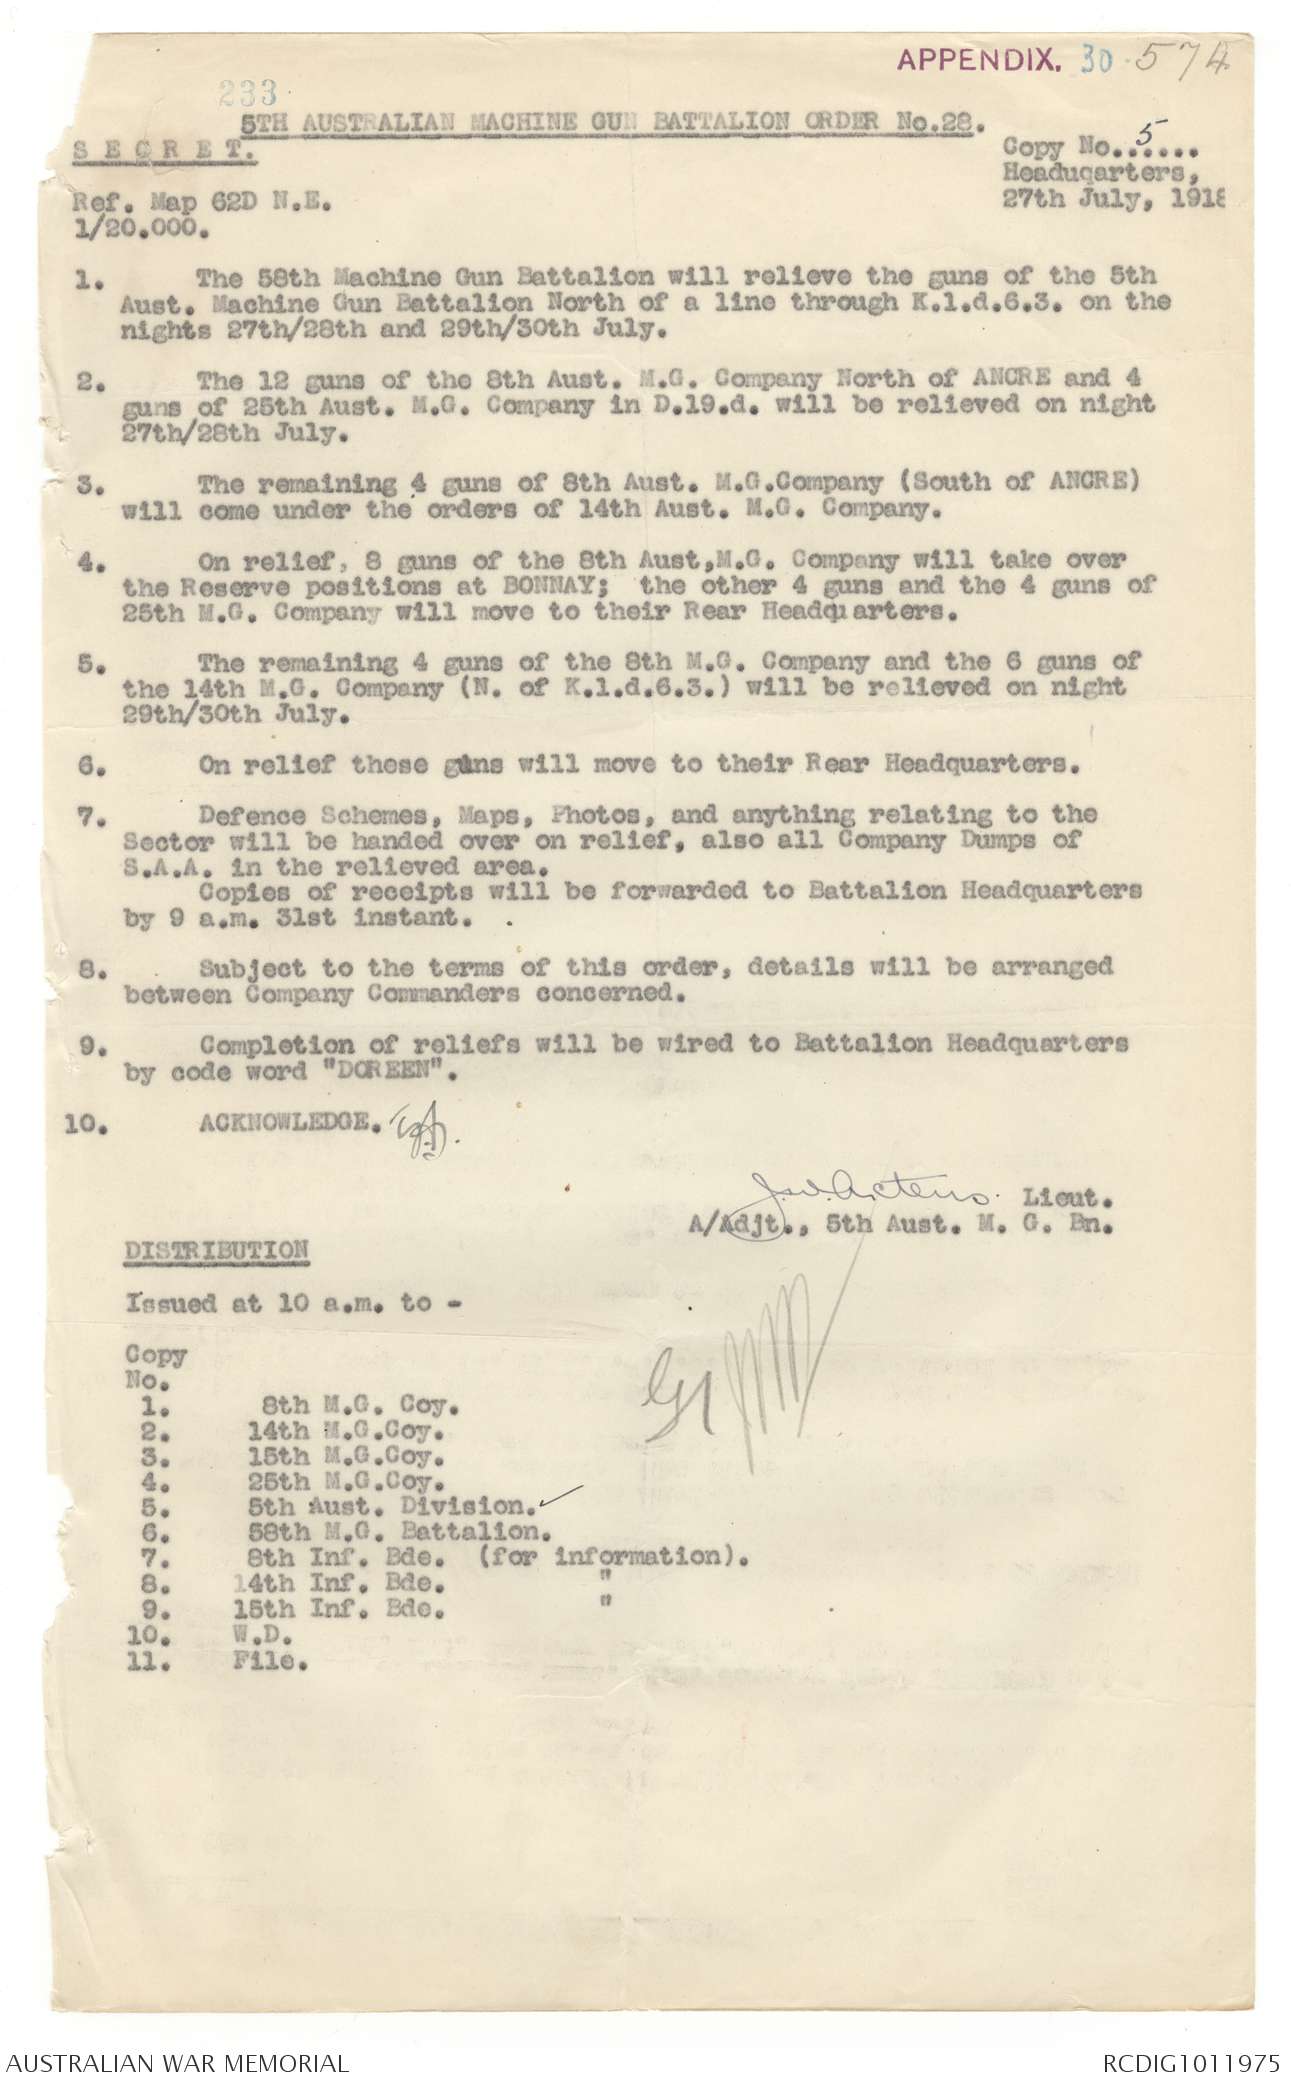 APPENDIX. 30. 574
233
5TH AUSTRALIAN MACHINE GUN BATTALION ORDER No.28.
S E C R E T.
Copy No...5...
Headuqarters,
27th July, 1918
Ref. Map 62D N.E.
1/20.000.
1. The 58th Machine Gun Battalion will relieve the guns of the 5th
Aust. Machine Gun Battalion North of a line through K.1.d.6.3. on the
nights 27th/28th and 29th/30th July.
2. The 12 guns of the 8th Aust. M.G. Company North of ANCRE and 4
guns of 25th Aust. M.G. Company in D.19.d. will be relieved on night
27th/28th July.
3. The remaining 4 guns of 8th Aust. M.G.Company (South of ANCRE)
will come under the orders of 14th Aust. M.G. Company.
4. On relief, 8 guns of the 8th Aust,M.G. Company will take over
the Reserve positions at BONNAY; the other 4 guns and the 4 guns of
25th M.G. Company will move to their Rear Headquarters.
5. The remaining 4 guns of the 8th M.G. Company and the 6 guns of
the 14th M.G. Company (N. of K.1.d.6.3.) will be relieved on night
29th/30th July.
6. On relief these guns will move to their Rear Headquarters.
7. Defence Schemes, Maps, Photos, and anything relating to the
Sector will be handed over on relief, also all Company Dumps of
S.A.A. in the relieved area.
Copies of receipts will be forwarded to Battalion Headquarters
by 9 a.m. 31st instant.
8. Subject to the terms of this order, details will be arranged
between Company Commanders concerned.
9. Completion of reliefs will be wired to Battalion Headquarters
by code word "DOREEN".
10. ACKNOWLEDGE.
Lieut.
A/Adjt., 5th Aust. M. G. Bn.
DISTRIBUTION
Issued at 10 a.m. to -
Copy
No.
1. 8th M.G. Coy.
2. 14th M.G.Coy.
3. 15th M.G.Coy.
4. 25th M.G.Coy.
5. 5th Aust. Division.
6. 58th M.G. Battalion.
7. 8th Inf. Bde. (for information).
8. 14th Inf. Bde. "
9. 15th Inf. Bde. "
10. W.D.
11. File.
AUSTRALIAN WAR MEMORIAL
RCDIG1011975